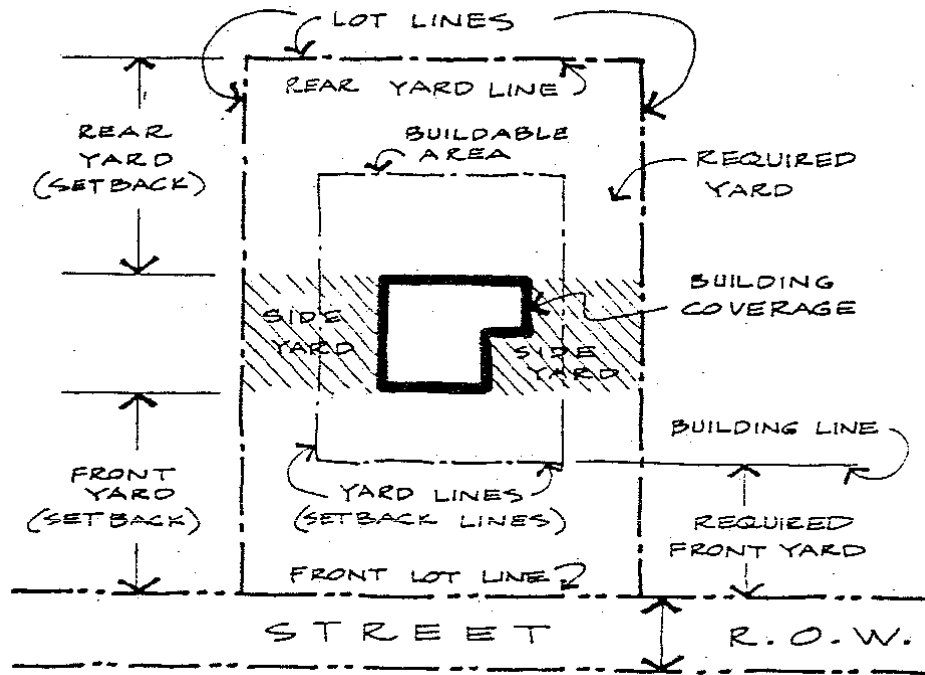 LOT LINES
REAR YARD LINE
REAR
YARD
(SETBACK)
BUILDABLE
AREA
REQUIRED
YARD
SIDE
YARD
BUILDING
COVERAGE
SIDE
YARD
BUILDING LINE
FRONT
YARD
(SETBACK)
YARD LINES
(SETBACK LINES)
REQUIRED
FRONT YARD
FRONT LOT LINE
STREET R.O.W.